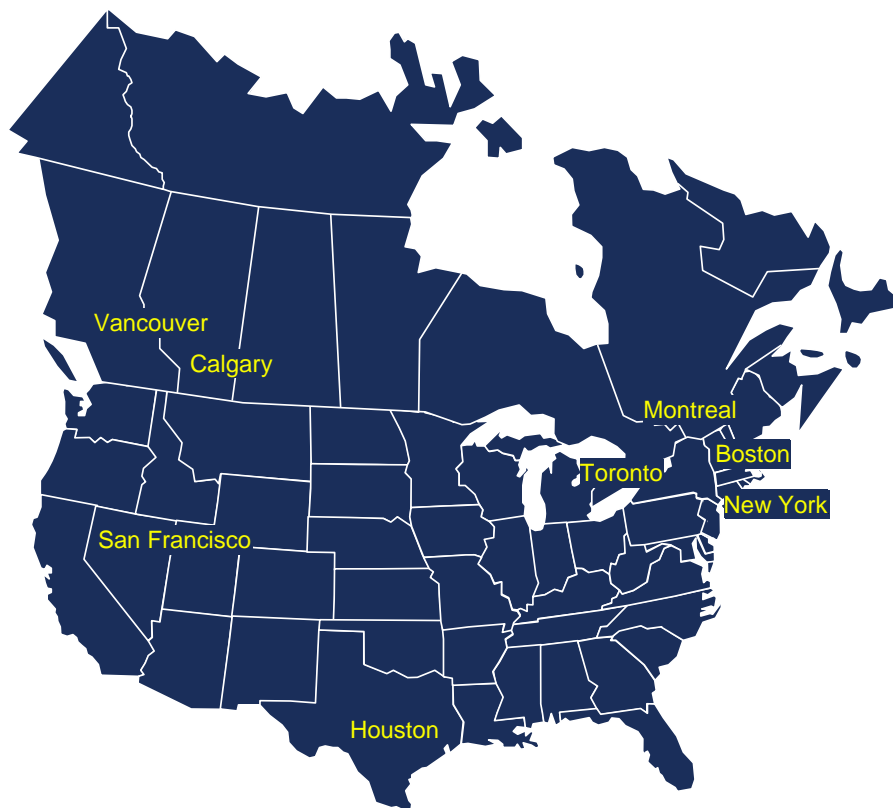 Vancouver
Calgary
Montreal
Boston
Toronto
New York
San Francisco
Houston